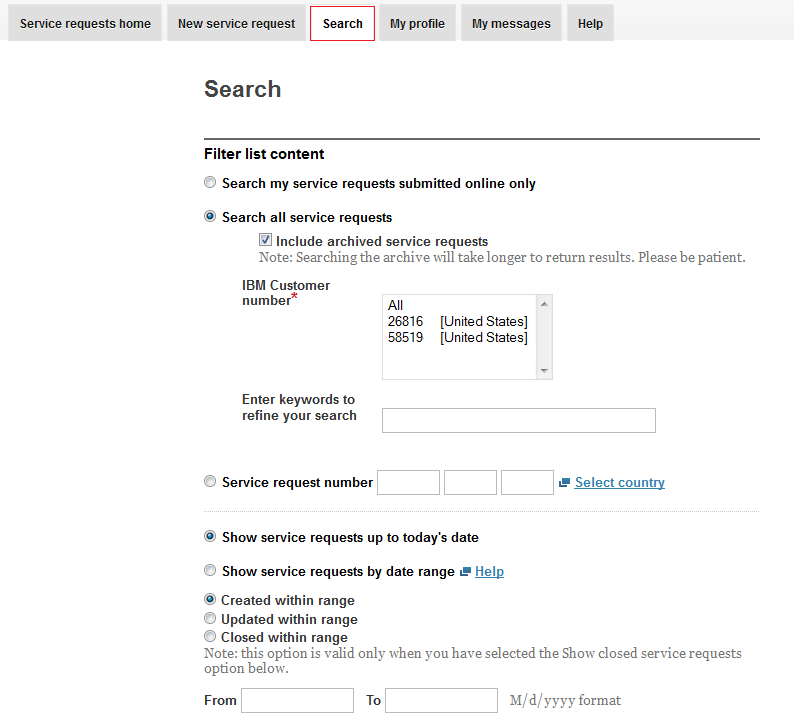 Service requests home New service request Search My profile My messages Help
Search
Filter list content
Search my service requests submitted online only
Search all service requests
Include archived service requests
Note: Searching the archive will take longer to return results. Please be patient.
IBM Customer
number*
All
26816 [United States]
58519 [United States]
Enter keywords to
refine your search
Service request number Select country
Show service requests up to today's date
Show service requests by date range Help
Created within range
Updated within range
Closed within range
Note: this option is valid only when you have selected the Show closed service requests
option below.
From To M/d/yyyy format